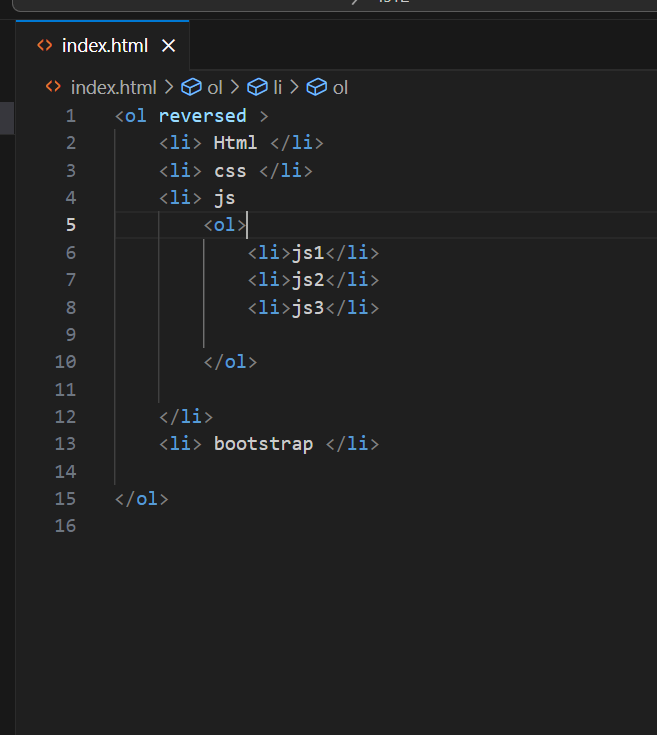 index.html
index.html > ol > li > ol
1 <ol reversed >
2 <li> Html </li>
3 <li> css </li>
4 <li> js
5 <ol>
6 <li>js1</li>
7 <li>js2</li>
8 <li>js3</li>
9
10 </ol>
11
12 </li>
13 <li> bootstrap </li>
14
15 </ol>
16